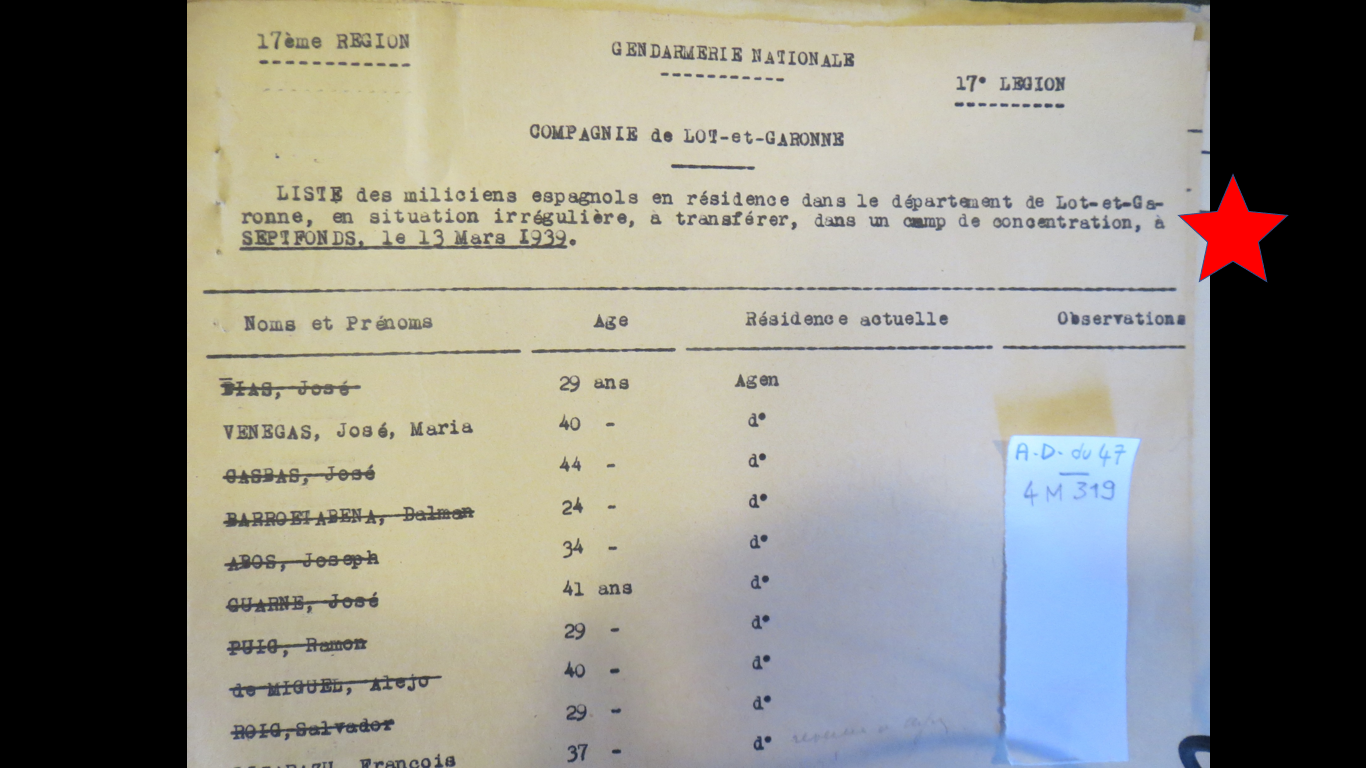 17ème REGION
GENDARMERIE NATIONALE
17° LEGION
COMPAGNIE de LOT-et-GARONNE
LISTE des miliciens espagnols en résidence dans le département de Lot-et-Ga-
ronne, en situation irrégulière, à transférer, dans un camp de concentration, à
SEPTFONDS, le 13 Mars 1939.
Noms et Prénoms Age Résidence actuelle Observations
DIAS, José 29 ans Agen
VENEGAS, José, Maria 40 - d°
CASBAS, José 44 - d°
BARROETABENA, Dalman 24 - d°
ABOS, Joseph 34 - d°
GUARNE, José 41 ans d°
PUIG, Ramon 29 - d°
de MIGUEL, Alejo 40 - d°
ROIG, Salvador 29 - d°
François 37 - d°
A.D. du 47
4 M 319